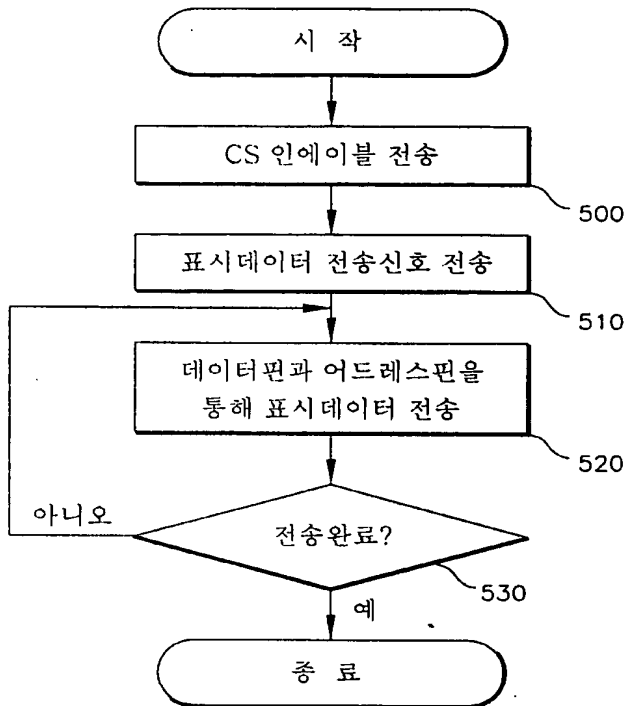 시 작
CS 인에이블 전송
500
표시데이터 전송신호 전송
510
데이터핀과 어드레스핀을
통해 표시데이터 전송
520
아니오
전송완료?
530
예
종 료